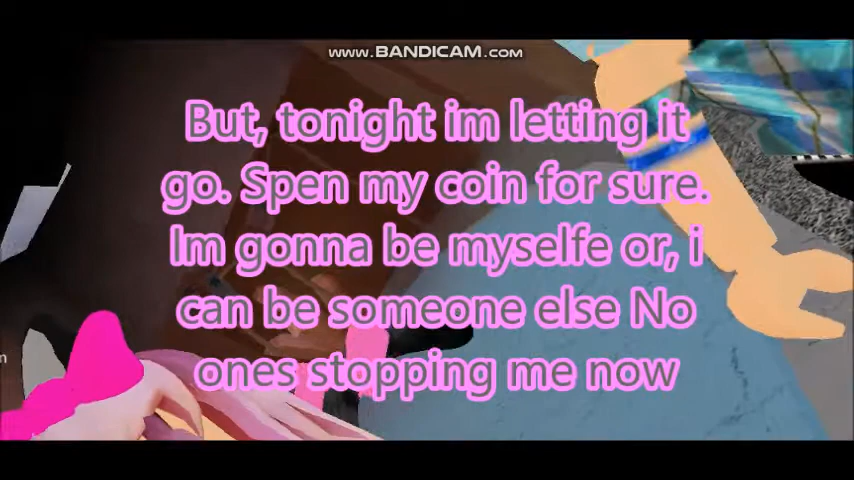 www.BANDICAM.com
But, tonight im letting it
go. Spen my coin for sure.
Im gonna be myselfe or, i
can be someone else No
ones stopping me now